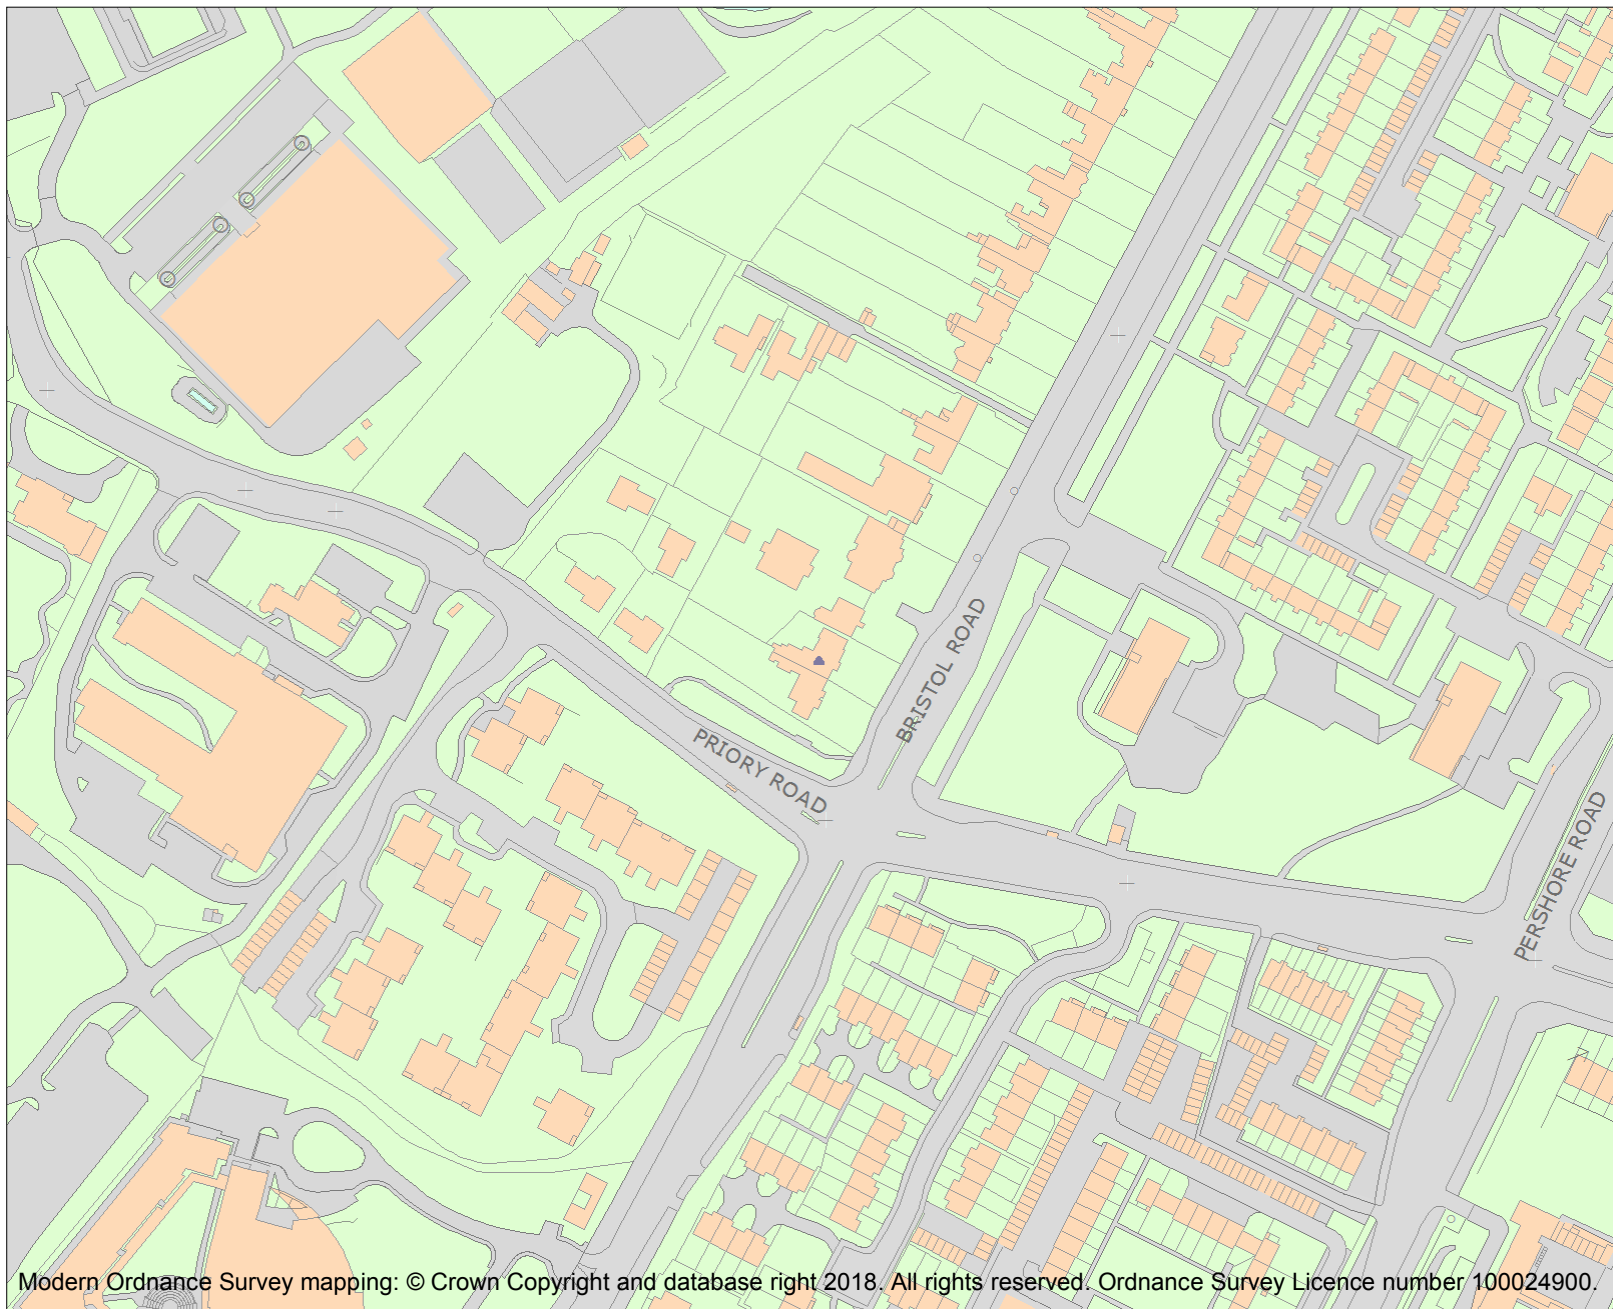 BRISTOL ROAD
PRIORY ROAD
PERSHORE ROAD
Modern Ordnance Survey mapping: © Crown Copyright and database right 2018. All rights reserved. Ordnance Survey Licence number 100024900.